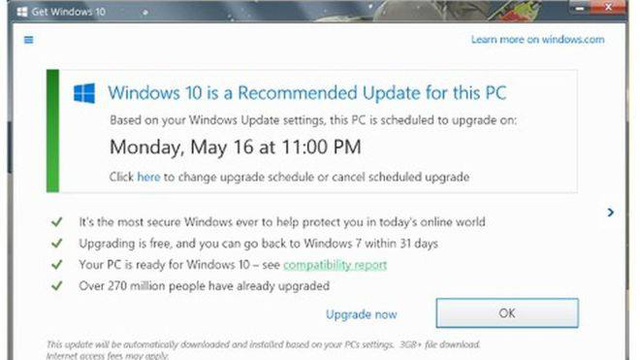 Get Windows 10
Learn more on windows.com
Windows 10 is a Recommended Update for this PC
Based on your Windows Update settings, this PC is scheduled to upgrade on:
Monday, May 16 at 11:00 PM
Click here to change upgrade schedule or cancel scheduled upgrade
It's the most secure Windows ever to help protect you in today's online world
Upgrading is free, and you can go back to Windows 7 within 31 days
Your PC is ready for Windows 10 – see compatibility report
Over 270 million people have already upgraded
Upgrade now
OK
This update will be automatically downloaded and installed based on your PCs settings. 3GB+ file download.
Internet access fees may apply.